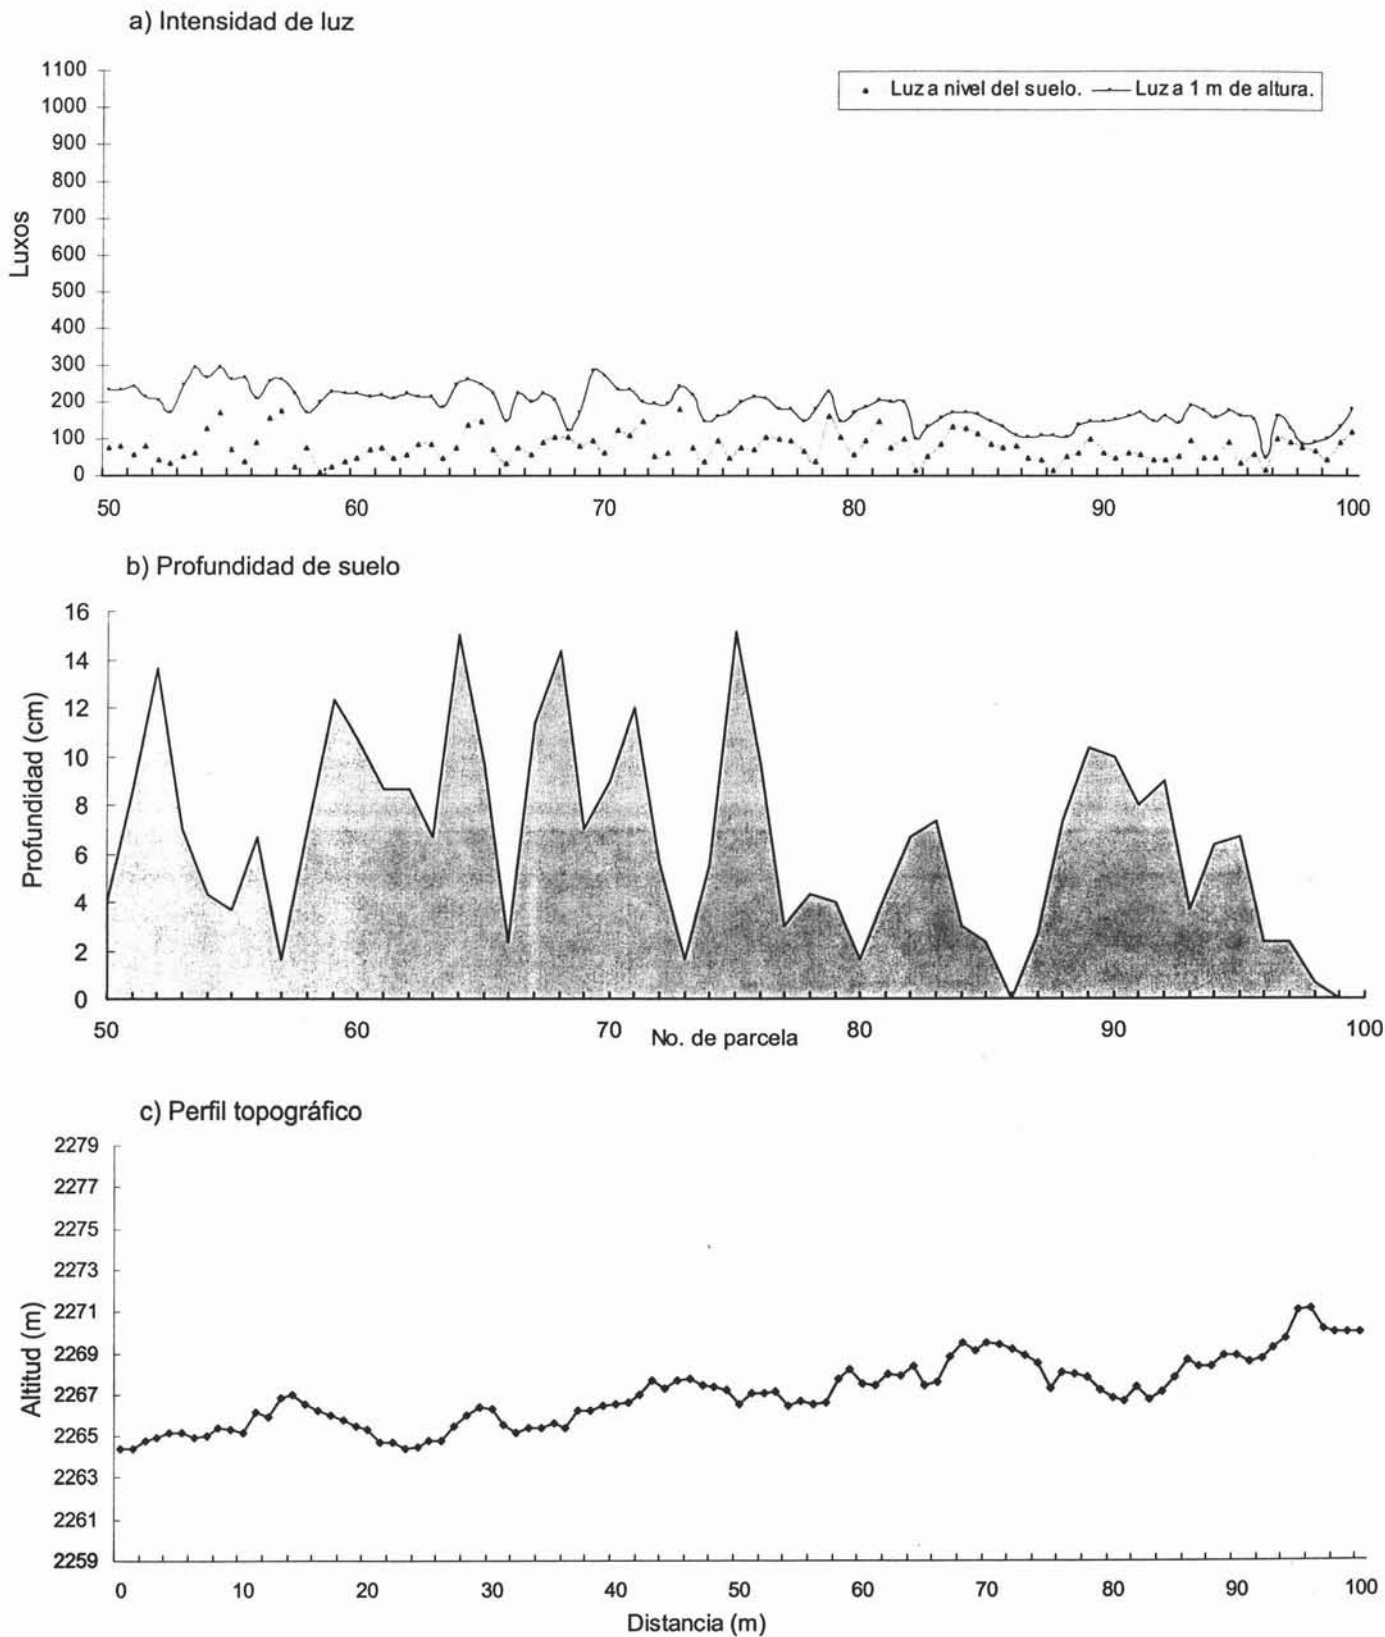 a) Intensidad de luz
1100
1000
900
800
700
600
500
400
300
200
100
0
Luxos
Luz a nivel del suelo. Luz a 1 m de altura.
50 60 70 80 90 100
b) Profundidad de suelo
16
14
12
10
8
6
4
2
0
Profundidad (cm)
50 60 70 80 90 100
No. de parcela
c) Perfil topográfico
2279
2277
2275
2273
2271
2269
2267
2265
2263
2261
2259
Altitud (m)
0 10 20 30 40 50 60 70 80 90 100
Distancia (m)